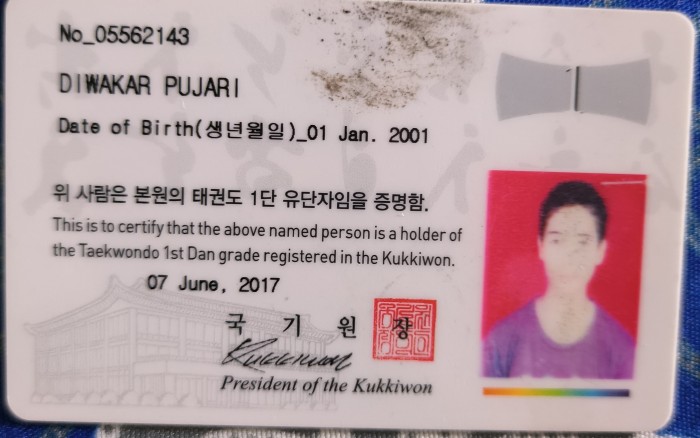 No_05562143
DIWAKAR PUJARI
Date of Birth(생년월일)_01 Jan. 2001
위 사람은 본원의 태권도 1단 유단자임을 증명함.
This is to certify that the above named person is a holder of
the Taekwondo 1st Dan grade registered in the Kukkiwon.
07 June, 2017
국 기 원 장
Kukkiwon
President of the Kukkiwon